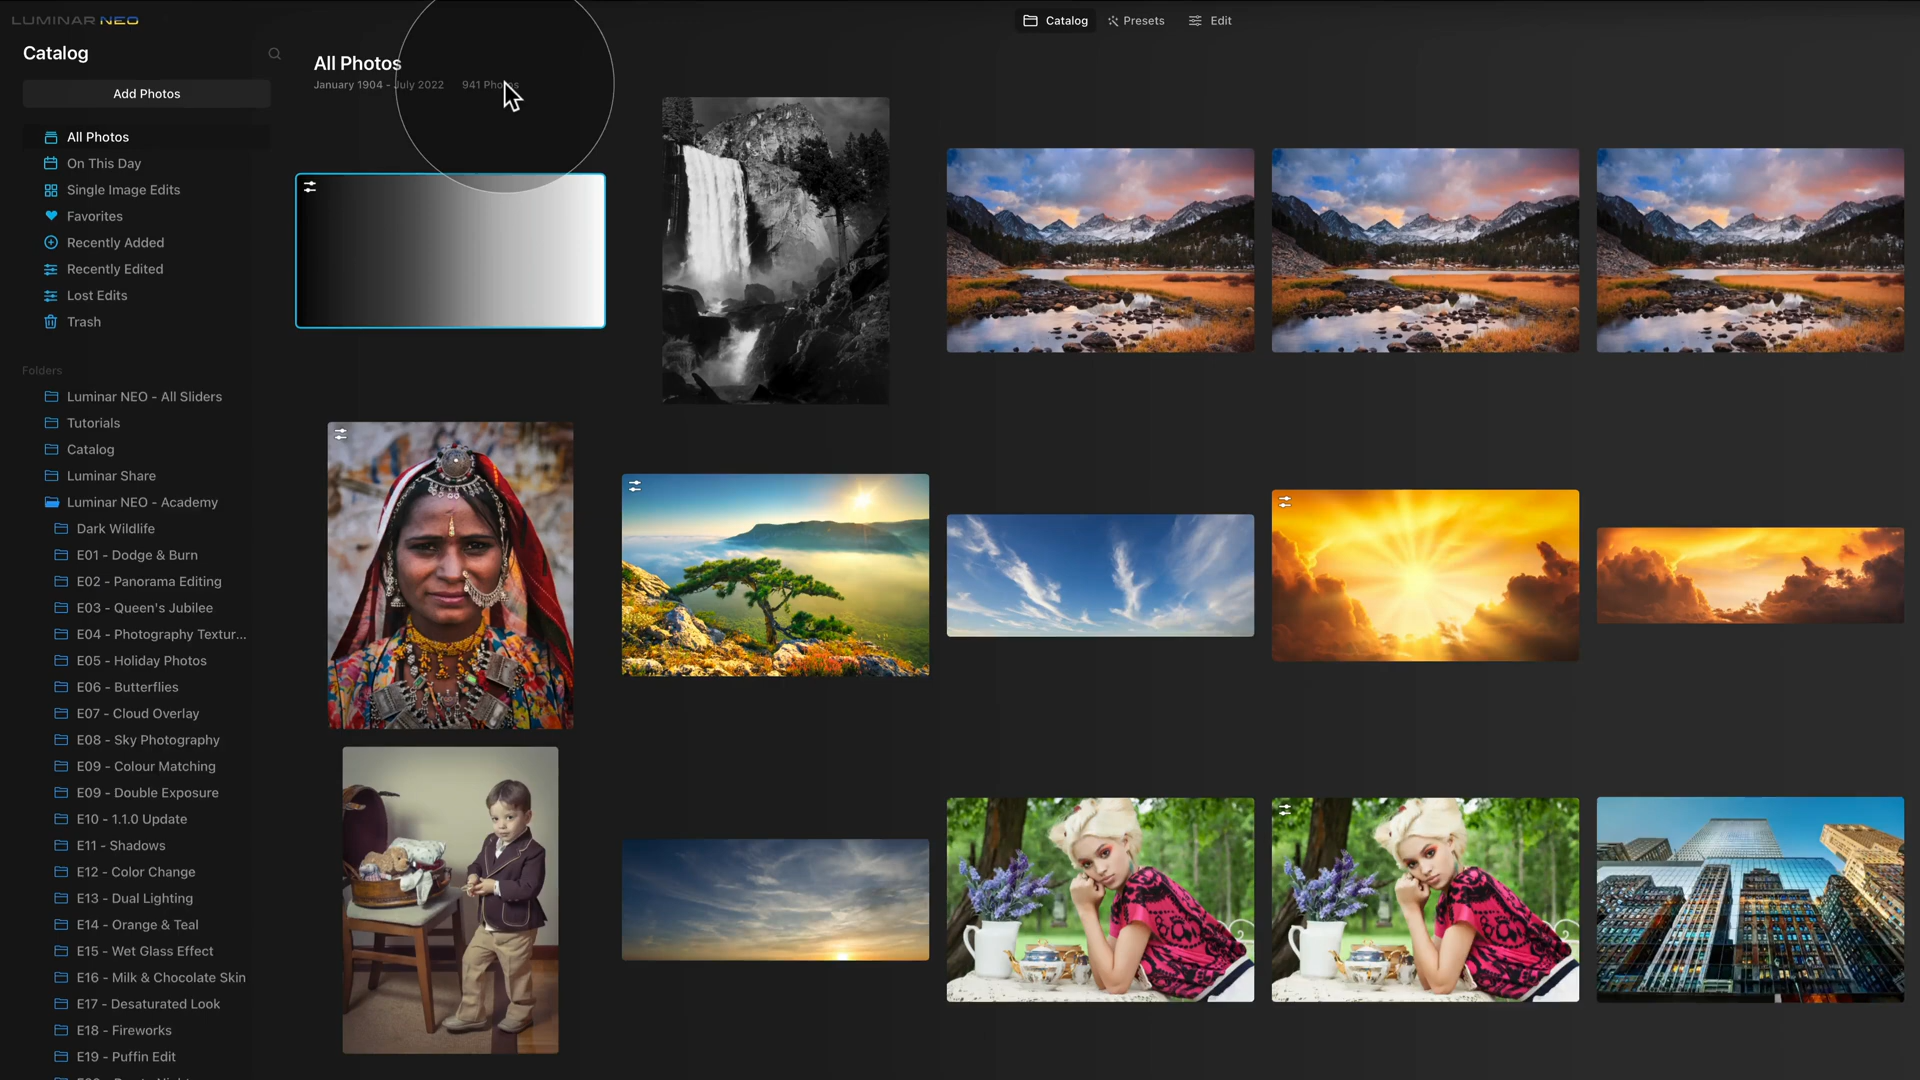 LUMINAR NEO
Catalog
Presets
Edit
Catalog
Add Photos
All Photos
On This Day
Single Image Edits
Favorites
Recently Added
Recently Edited
Lost Edits
Trash
Folders
Luminar NEO - All Sliders
Tutorials
Catalog
Luminar Share
Luminar NEO - Academy
Dark Wildlife
E01 - Dodge & Burn
E02 - Panorama Editing
E03 - Queen's Jubilee
E04 - Photography Textur...
E05 - Holiday Photos
E06 - Butterflies
E07 - Cloud Overlay
E08 - Sky Photography
E09 - Colour Matching
E09 - Double Exposure
E10 - 1.1.0 Update
E11 - Shadows
E12 - Color Change
E13 - Dual Lighting
E14 - Orange & Teal
E15 - Wet Glass Effect
E16 - Milk & Chocolate Skin
E17 - Desaturated Look
E18 - Fireworks
E19 - Puffin Edit
All Photos
January 1904 - July 2022 941 Photos